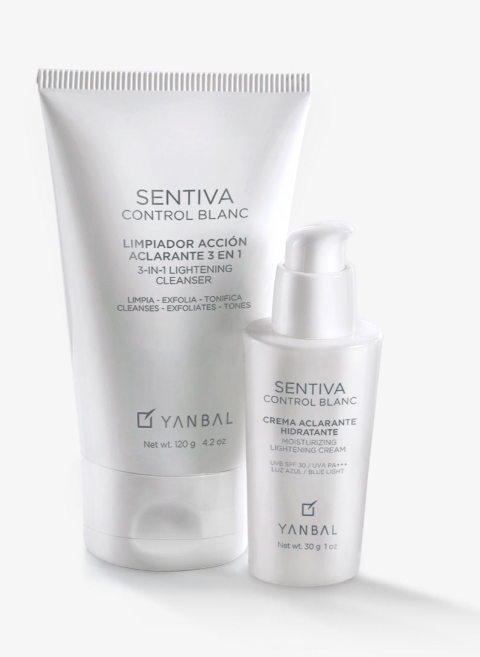 SENTIVA
CONTROL BLANC
LIMPIADOR ACCIÓN
ACLARANTE 3 EN 1
3-IN-1 LIGHTENING
CLEANSER
LIMPIA - EXFOLIA - TONIFICA
CLEANSES - EXFOLIATES - TONES
YANBAL
Net wt. 120 g 4.2 oz
SENTIVA
CONTROL BLANC
CREMA ACLARANTE
HIDRATANTE
MOISTURIZING
LIGHTENING CREAM
UVB SPF 30 / UVA PA+++
LUZ AZUL / BLUE LIGHT
YANBAL
Net wt. 30 g 1 oz